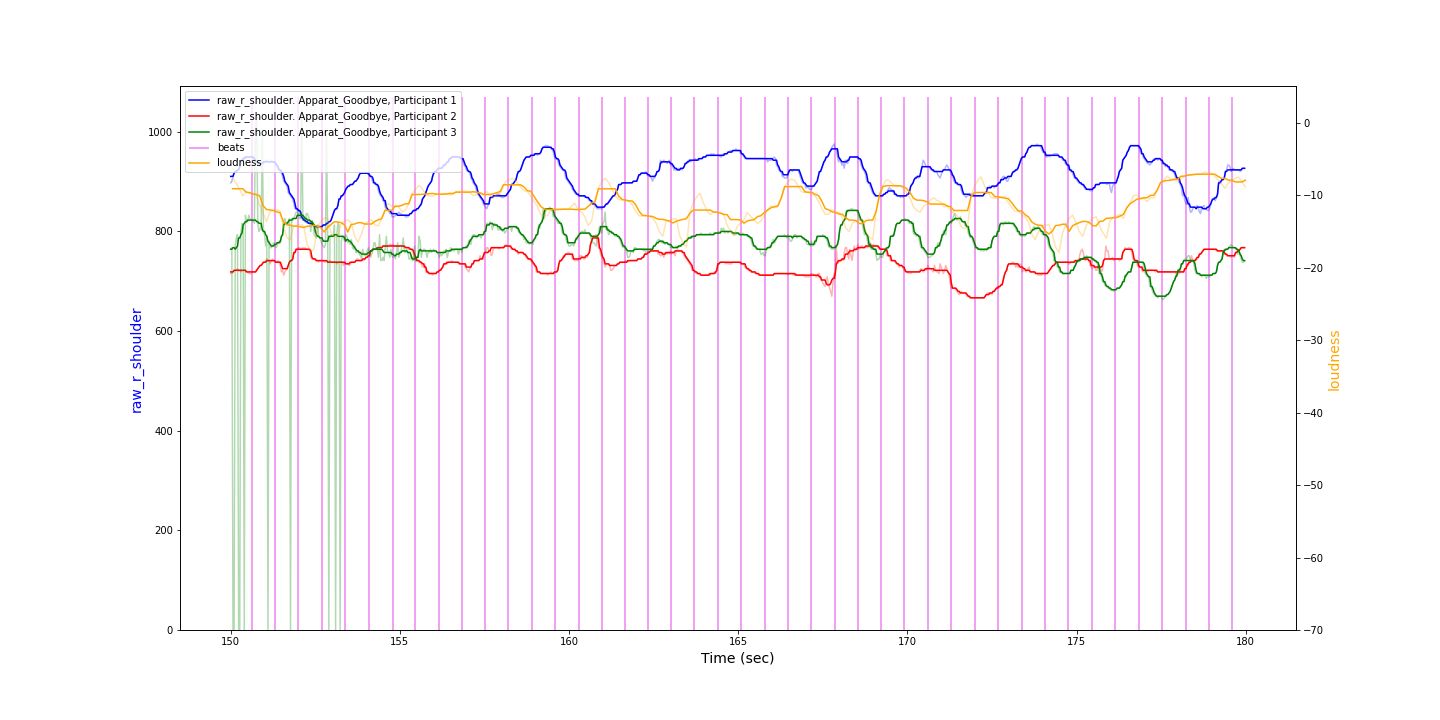 raw_r_shoulder. Apparat_Goodbye, Participant 1
raw_r_shoulder. Apparat_Goodbye, Participant 2
raw_r_shoulder. Apparat_Goodbye, Participant 3
beats
loudness
1000
800
600
400
200
0
raw_r_shoulder
0
−10
−20
−30
−40
−50
−60
−70
loudness
150
155
160
165
170
175
180
Time (sec)